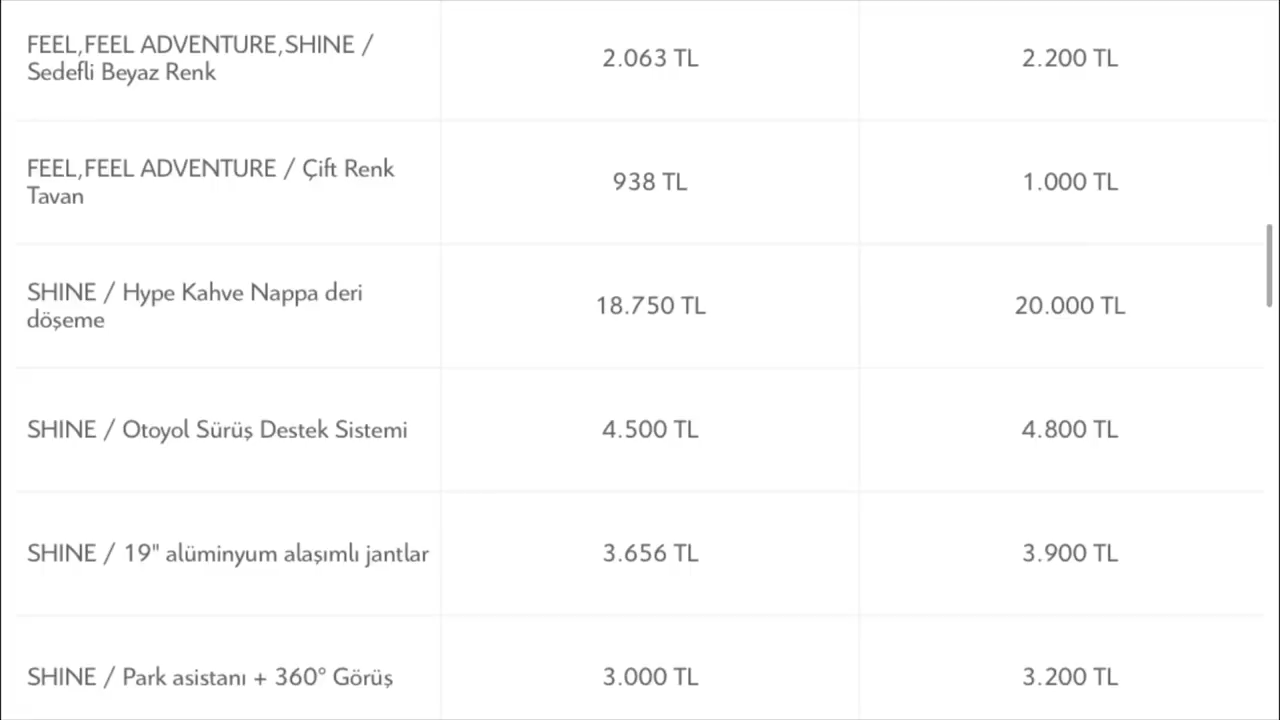 FEEL,FEEL ADVENTURE,SHINE /
Sedefli Beyaz Renk
2.063 TL
2.200 TL
FEEL,FEEL ADVENTURE / Çift Renk
Tavan
938 TL
1.000 TL
SHINE / Hype Kahve Nappa deri
döşeme
18.750 TL
20.000 TL
SHINE / Otoyol Sürüş Destek Sistemi
4.500 TL
4.800 TL
SHINE / 19" alüminyum alaşımlı jantlar
3.656 TL
3.900 TL
SHINE / Park asistanı + 360° Görüş
3.000 TL
3.200 TL